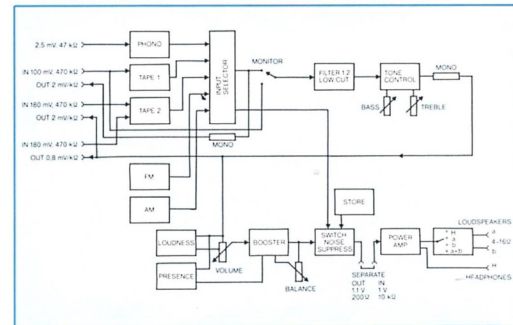 2.5 mV, 47 kΩ
PHONO
IN 100 mV, 470 kΩ
TAPE 1
OUT 2 mV/kΩ
IN 180 mV, 470 kΩ
TAPE 2
OUT 2 mV/kΩ
IN 180 mV, 470 kΩ
OUT 0,8 mV/kΩ
INPUT
SELECTOR
MONITOR
MONO
FILTER 1.2
LOW CUT
TONE
CONTROL
MONO
BASS
TREBLE
FM
AM
STORE
LOUDNESS
PRESENCE
VOLUME
BOOSTER
BALANCE
SWITCH
NOISE
SUPPRESS
SEPARATE
OUT IN
1.1 V 1 V
200Ω 10 kΩ
POWER
AMP
LOUDSPEAKERS
H
a
b
a+b
a
4-16Ω
b
H
HEADPHONES